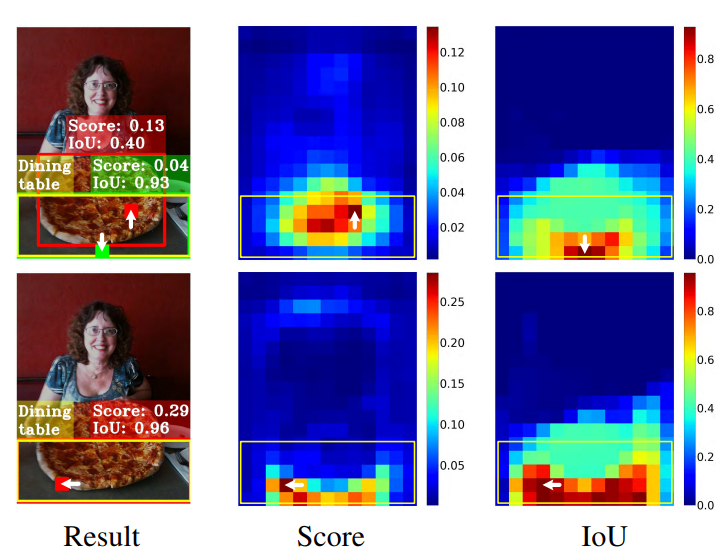 Score: 0.13
IoU: 0.40
Dining table
Score: 0.04
IoU: 0.93
0.12
0.10
0.08
0.06
0.04
0.02
0.8
0.6
0.4
0.2
0.0
Dining table
Score: 0.29
IoU: 0.96
0.25
0.20
0.15
0.10
0.05
0.8
0.6
0.4
0.2
0.0
Result
Score
IoU